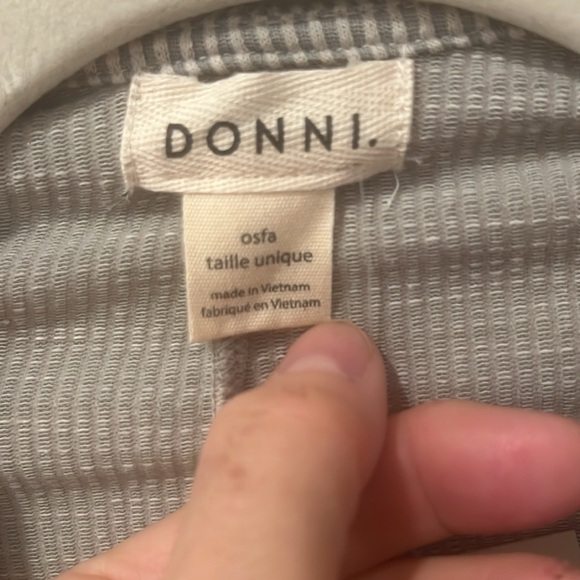 DONNI.
osfa
taille unique
made in Vietnam
fabriqué en Vietnam